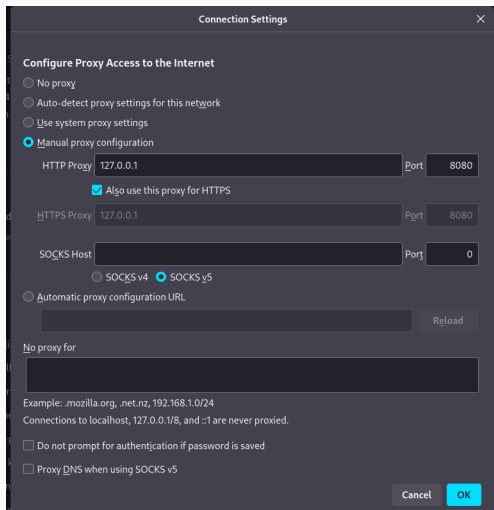 Connection Settings
Configure Proxy Access to the Internet
No proxy
Auto-detect proxy settings for this network
Use system proxy settings
Manual proxy configuration
HTTP Proxy 127.0.0.1 Port 8080
Also use this proxy for HTTPS
HTTPS Proxy 127.0.0.1 Port 8080
SOCKS Host Port 0
SOCKS v4 SOCKS v5
Automatic proxy configuration URL
Reload
No proxy for
Example: .mozilla.org, .net.nz, 192.168.1.0/24
Connections to localhost, 127.0.0.1/8, and ::1 are never proxied.
Do not prompt for authentication if password is saved
Proxy DNS when using SOCKS v5
Cancel OK